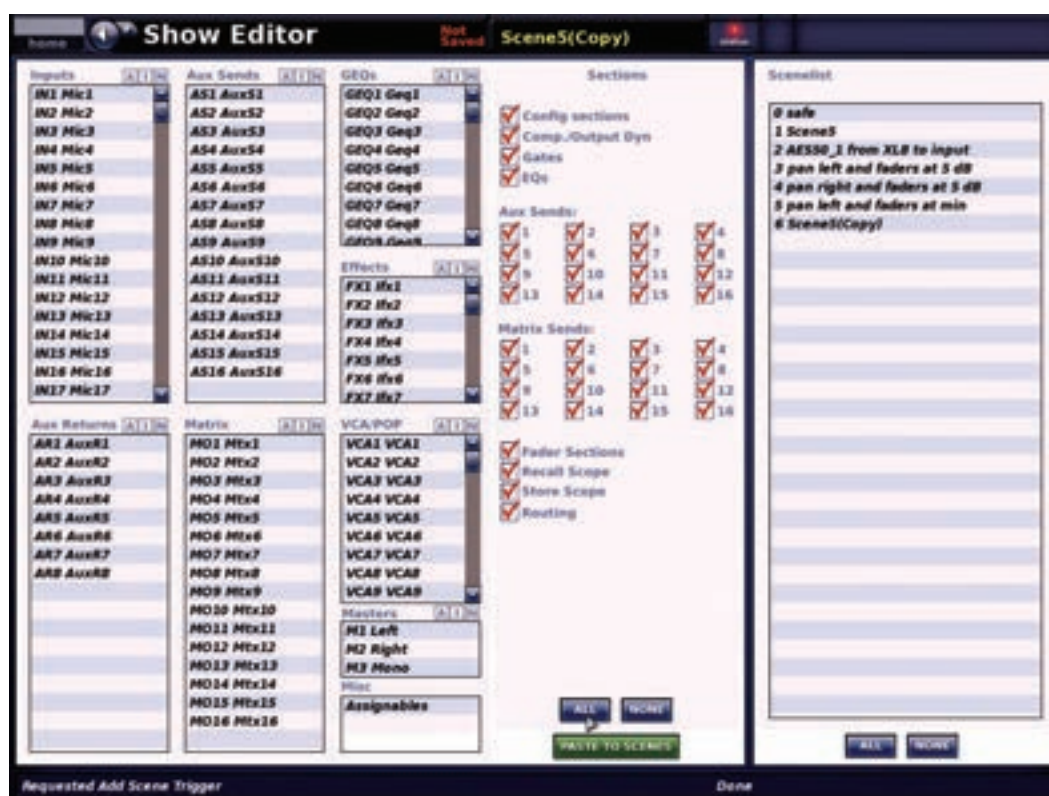 home
Show Editor
Not Saved
Scene5(Copy)
Inputs
A I N
IN1 Mic1
IN2 Mic2
IN3 Mic3
IN4 Mic4
IN5 Mic5
IN6 Mic6
IN7 Mic7
IN8 Mic8
IN9 Mic9
IN10 Mic10
IN11 Mic11
IN12 Mic12
IN13 Mic13
IN14 Mic14
IN15 Mic15
IN16 Mic16
IN17 Mic17
Aux Sends
A I N
AS1 AuxS1
AS2 AuxS2
AS3 AuxS3
AS4 AuxS4
AS5 AuxS5
AS6 AuxS6
AS7 AuxS7
AS8 AuxS8
AS9 AuxS9
AS10 AuxS10
AS11 AuxS11
AS12 AuxS12
AS13 AuxS13
AS14 AuxS14
AS15 AuxS15
AS16 AuxS16
GEQs
A I N
GEQ1 Geq1
GEQ2 Geq2
GEQ3 Geq3
GEQ4 Geq4
GEQ5 Geq5
GEQ6 Geq6
GEQ7 Geq7
GEQ8 Geq8
GEQ9 Geq9
Effects
A I N
FX1 Ifx1
FX2 Ifx2
FX3 Ifx3
FX4 Ifx4
FX5 Ifx5
FX6 Ifx6
FX7 Ifx7
Aux Returns
A I N
AR1 AuxR1
AR2 AuxR2
AR3 AuxR3
AR4 AuxR4
AR5 AuxR5
AR6 AuxR6
AR7 AuxR7
AR8 AuxR8
Matrix
A I N
MO1 Mtx1
MO2 Mtx2
MO3 Mtx3
MO4 Mtx4
MO5 Mtx5
MO6 Mtx6
MO7 Mtx7
MO8 Mtx8
MO9 Mtx9
MO10 Mtx10
MO11 Mtx11
MO12 Mtx12
MO13 Mtx13
MO14 Mtx14
MO15 Mtx15
MO16 Mtx16
VCA/POP
A I N
VCA1 VCA1
VCA2 VCA2
VCA3 VCA3
VCA4 VCA4
VCA5 VCA5
VCA6 VCA6
VCA7 VCA7
VCA8 VCA8
VCA9 VCA9
Masters
A I N
M1 Left
M2 Right
M3 Mono
Misc
Assignables
Sections
Config sections
Comp./Output Dyn
Gates
EQs
Aux Sends:
1 2 3 4
5 6 7 8
9 10 11 12
13 14 15 16
Matrix Sends:
1 2 3 4
5 6 7 8
9 10 11 12
13 14 15 16
Fader Sections
Recall Scope
Store Scope
Routing
ALL NONE
PASTE TO SCENES
Scenelist
0 safe
1 Scene5
2 AES50_1 from XL8 to input
3 pan left and faders at 5 dB
4 pan right and faders at 5 dB
5 pan left and faders at min
6 Scene5(Copy)
ALL NONE
Requested Add Scene Trigger
Done